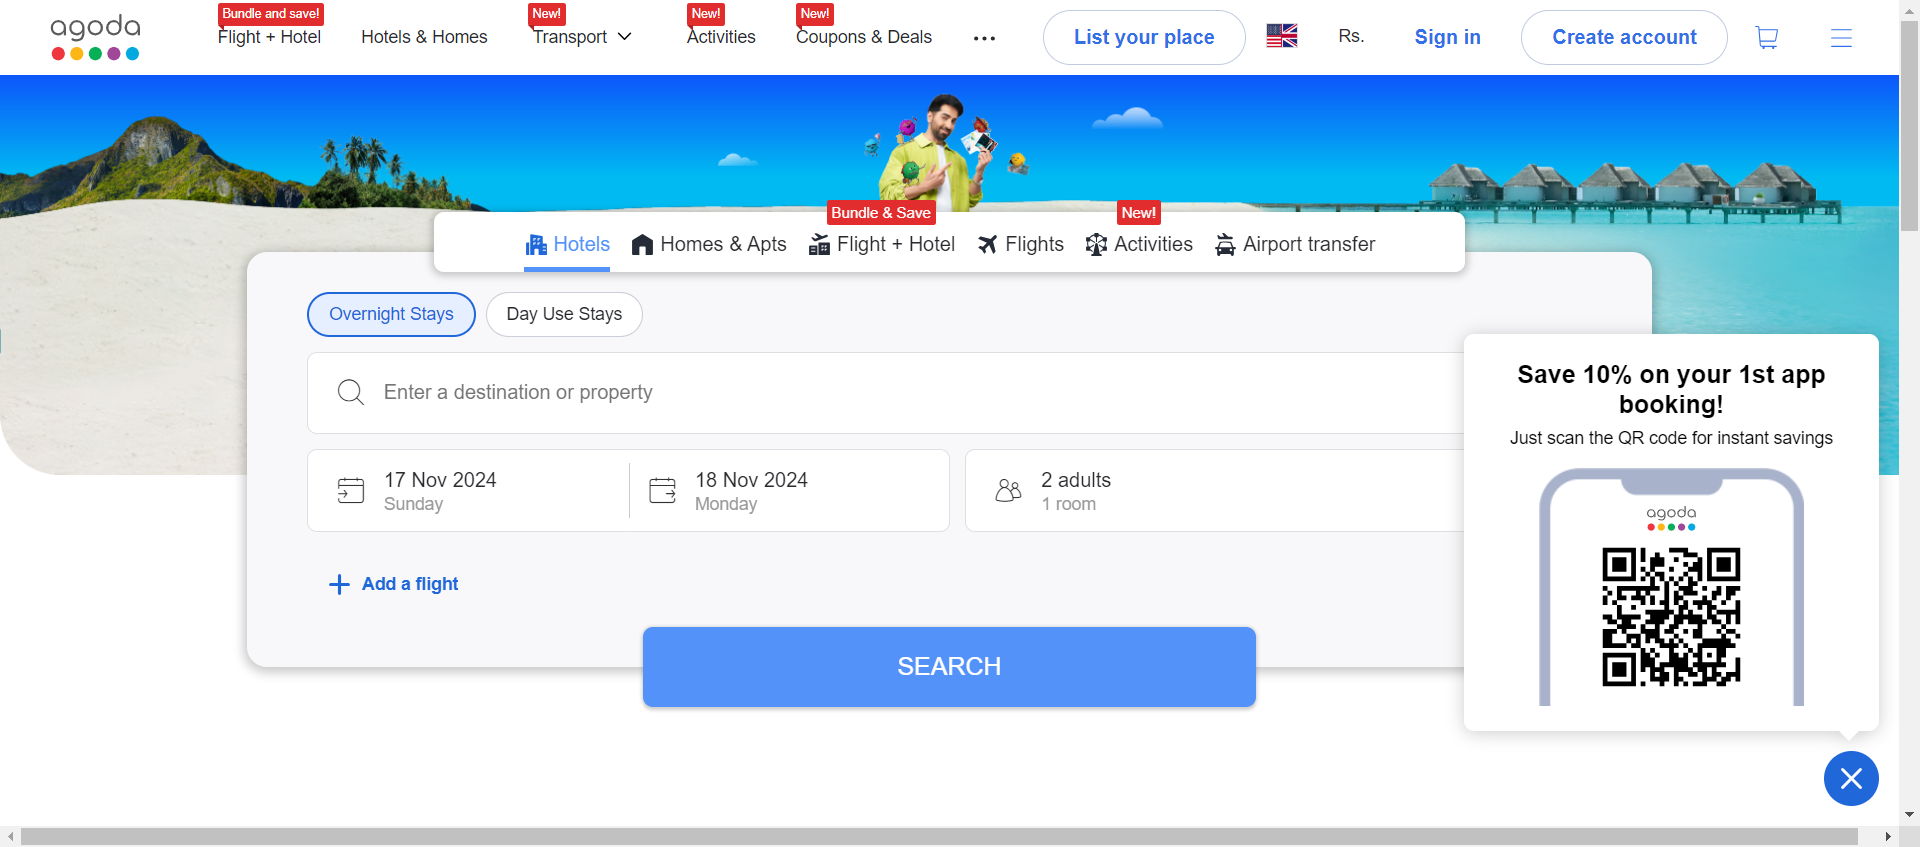 agoda
Bundle and save!
Flight + Hotel
Hotels & Homes
New!
Transport
New!
Activities
New!
Coupons & Deals
List your place
Rs.
Sign in
Create account
Bundle & Save
New!
Hotels
Homes & Apts
Flight + Hotel
Flights
Activities
Airport transfer
Overnight Stays
Day Use Stays
Enter a destination or property
17 Nov 2024
Sunday
18 Nov 2024
Monday
2 adults
1 room
Add a flight
SEARCH
Save 10% on your 1st app
booking!
Just scan the QR code for instant savings
agoda